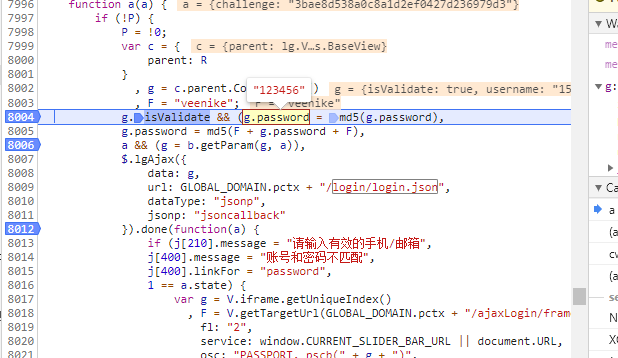 7996 function a(a) { a = {challenge: "3bae8d538a0c8a1d2ef0427d236979d3"}
7997 if (!P) {
7998 P = !0;
7999 var c = { c = {parent: lg.V…s.BaseView}
8000 parent: R
8001 }
8002 , g = c.parent.Co ) g = {isValidate: true, username: "15
8003 , F = "veenike"; F = "veenike"
"123456"
8004 g.isValidate && (g.password = md5(g.password),
8005 g.password = md5(F + g.password + F),
8006 a && (g = b.getParam(g, a)),
8007 $.lgAjax({
8008 data: g,
8009 url: GLOBAL_DOMAIN.pctx + "/login/login.json",
8010 dataType: "jsonp",
8011 jsonp: "jsoncallback"
8012 }).done(function(a) {
8013 if (j[210].message = "请输入有效的手机/邮箱",
8014 j[400].message = "账号和密码不匹配",
8015 j[400].linkFor = "password",
8016 1 == a.state) {
8017 var g = V.iframe.getUniqueIndex()
8018 , F = V.getTargetUrl(GLOBAL_DOMAIN.pctx + "/ajaxLogin/fram
8019 fl: "2",
8020 service: window.CURRENT_SLIDER_BAR_URL || document.URL,
8021 osc: "PASSPORT._pscb(" + g + ")",
Wa
me
me
g:
Ca
a
(a
cw
(a
se
N
XC